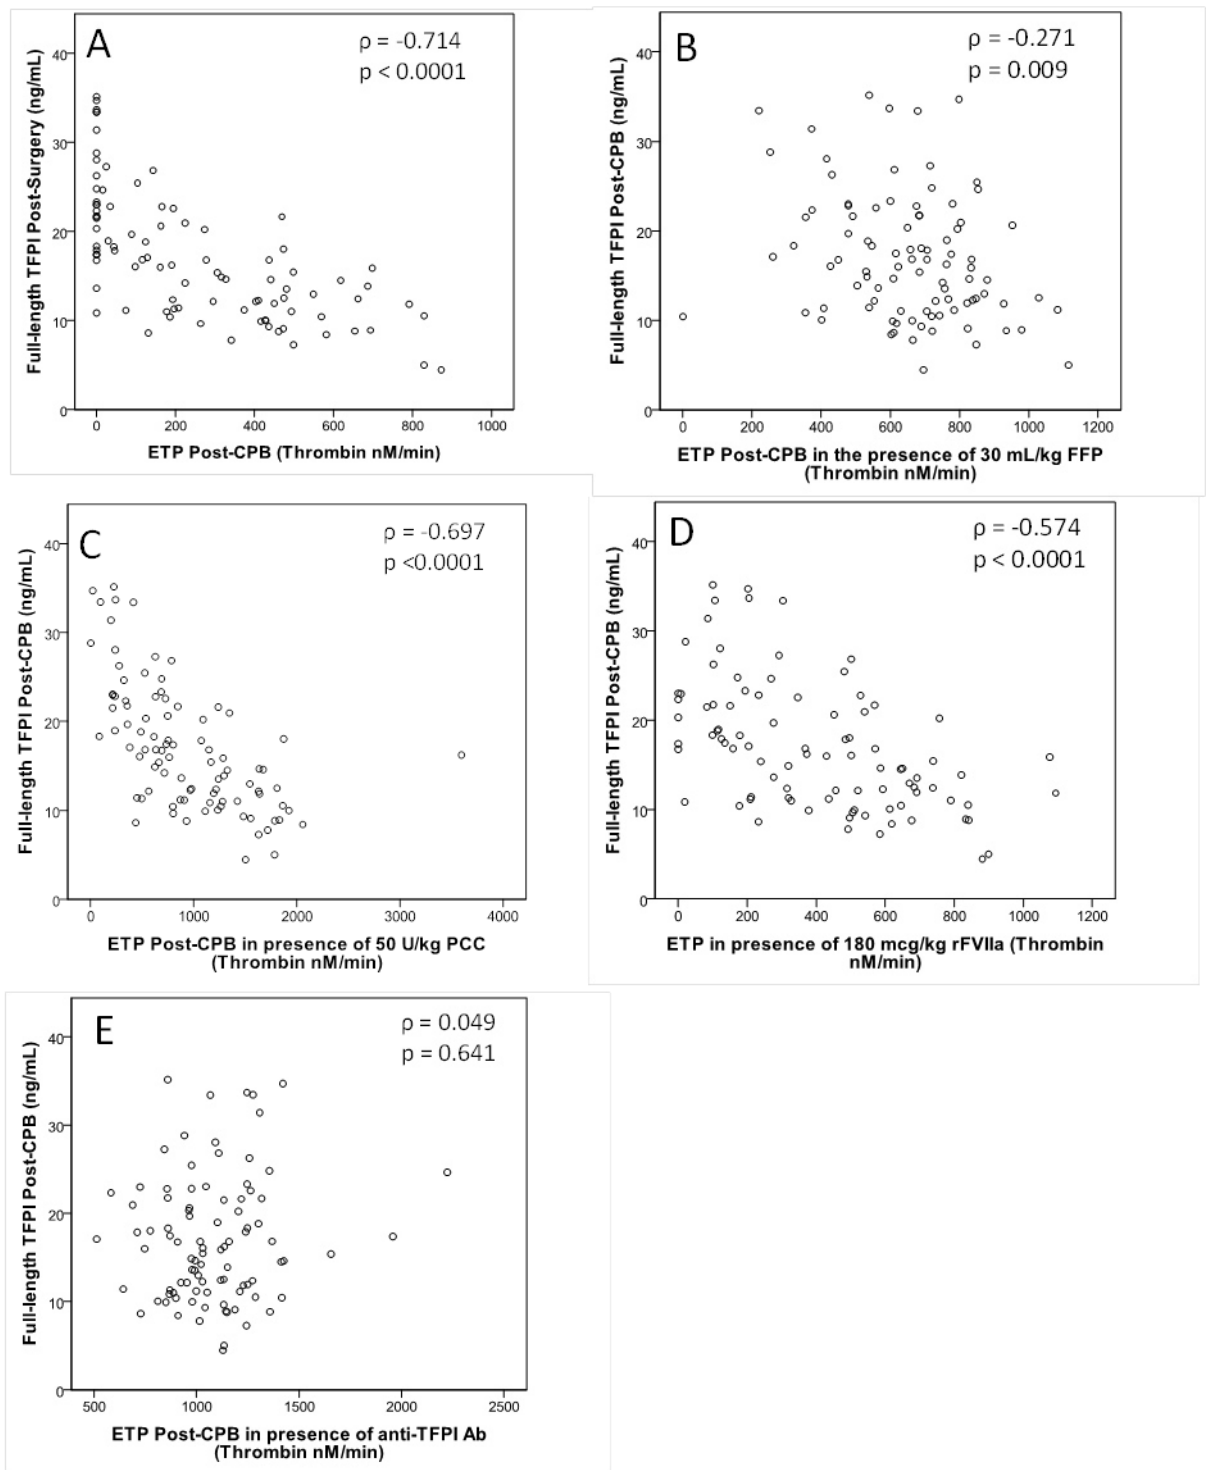 A
ρ = -0.714
p < 0.0001
Full-length TFPI Post-Surgery (ng/mL)
40
30
20
10
0
0 200 400 600 800 1000
ETP Post-CPB (Thrombin nM/min)
B
ρ = -0.271
p = 0.009
Full-length TFPI Post-CPB (ng/mL)
40
30
20
10
0
0 200 400 600 800 1000 1200
ETP Post-CPB in the presence of 30 mL/kg FFP
(Thrombin nM/min)
C
ρ = -0.697
p <0.0001
Full-length TFPI Post-CPB (ng/mL)
40
30
20
10
0
0 1000 2000 3000 4000
ETP Post-CPB in presence of 50 U/kg PCC
(Thrombin nM/min)
D
ρ = -0.574
p < 0.0001
Full-length TFPI Post-CPB (ng/mL)
40
30
20
10
0
0 200 400 600 800 1000 1200
ETP in presence of 180 mcg/kg rFVIIa (Thrombin
nM/min)
E
ρ = 0.049
p = 0.641
Full-length TFPI Post-CPB (ng/mL)
40
30
20
10
0
500 1000 1500 2000 2500
ETP Post-CPB in presence of anti-TFPI Ab
(Thrombin nM/min)